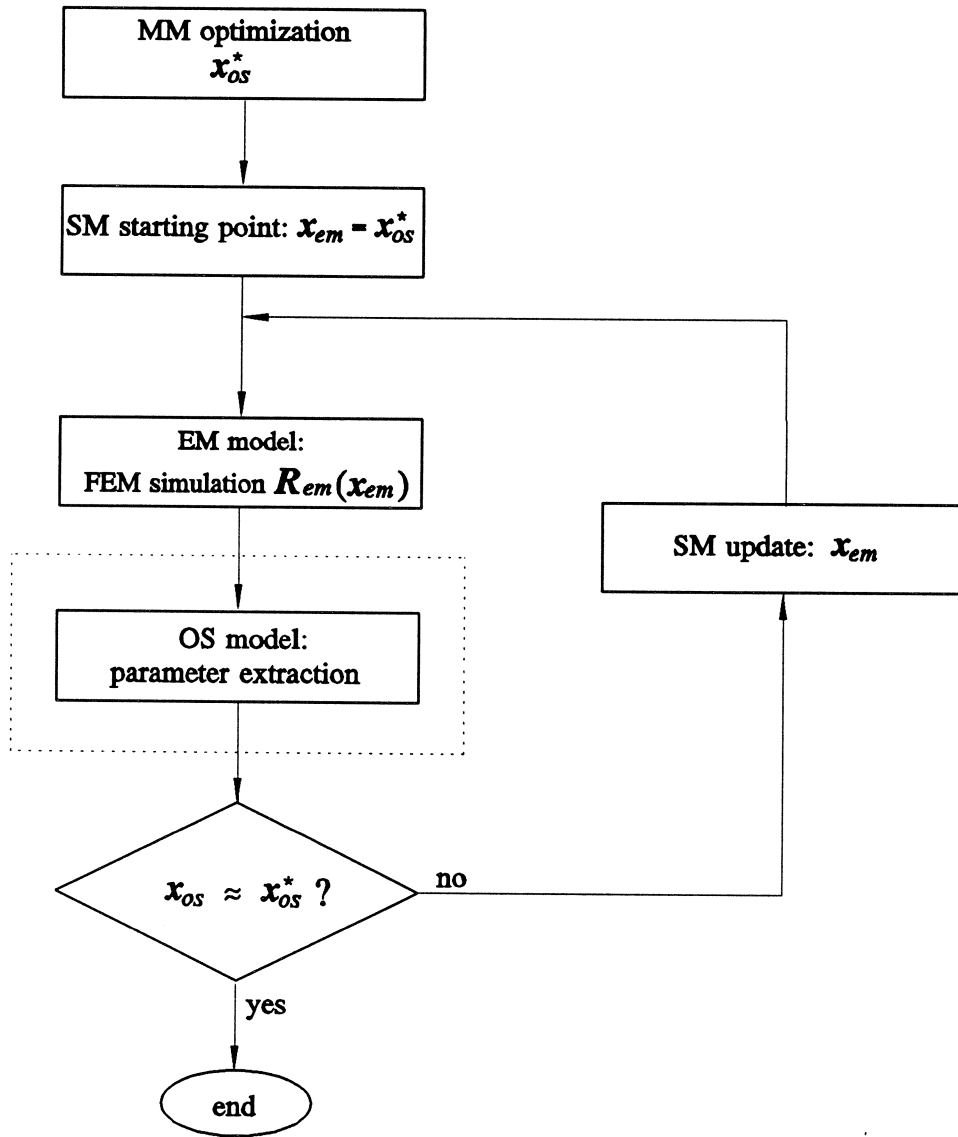 MM optimization
x*os
SM starting point: xem = x*os
EM model:
FEM simulation Rem(xem)
SM update: xem
OS model:
parameter extraction
xos ≈ x*os ?
no
yes
end